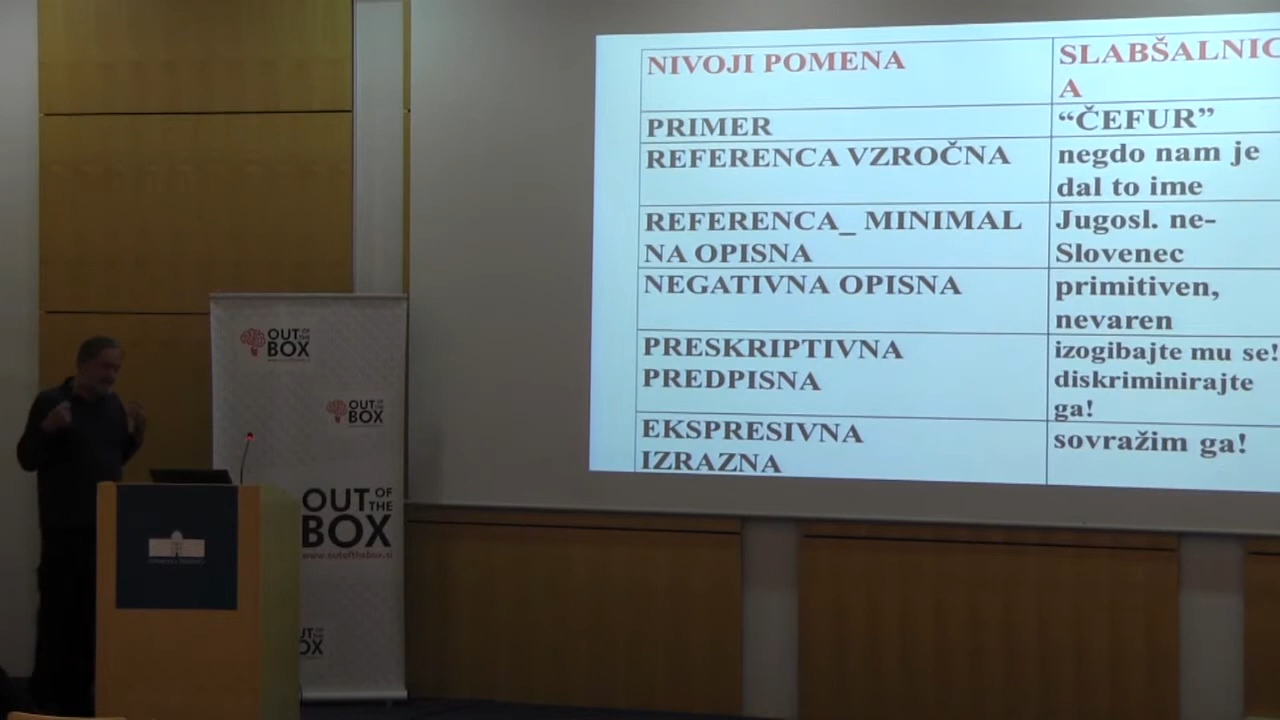 NIVOJI POMENA
SLABŠALNIC
A
PRIMER
“ČEFUR”
REFERENCA VZROČNA
negdo nam je
dal to ime
REFERENCA_ MINIMAL
NA OPISNA
Jugosl. ne-
Slovenec
NEGATIVNA OPISNA
primitiven,
nevaren
PRESKRIPTIVNA
PREDPISNA
izogibajte mu se!
diskriminirajte
ga!
EKSPRESIVNA
IZRAZNA
sovražim ga!
OUT OF THE
BOX
OUT OF THE
BOX
OUT OF THE
BOX
www.outofthebox.si
UT OF THE
OX